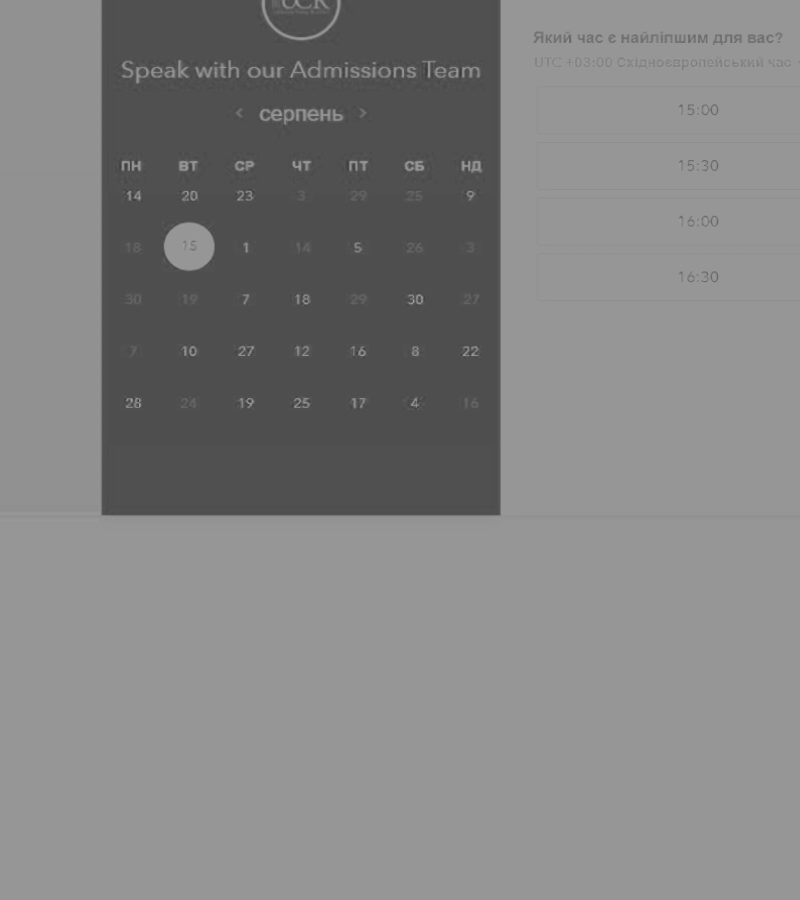 UCR
Speak with our Admissions Team
‹ серпень ›
ПН ВТ СР ЧТ ПТ СБ НД
14 20 23 3 29 25 9
18 15 1 14 5 26 3
30 19 7 18 29 30 27
7 10 27 12 16 8 22
28 24 19 25 17 4 16
Який час є найліпшим для вас?
UTC +03:00 Східноєвропейський час
15:00
15:30
16:00
16:30